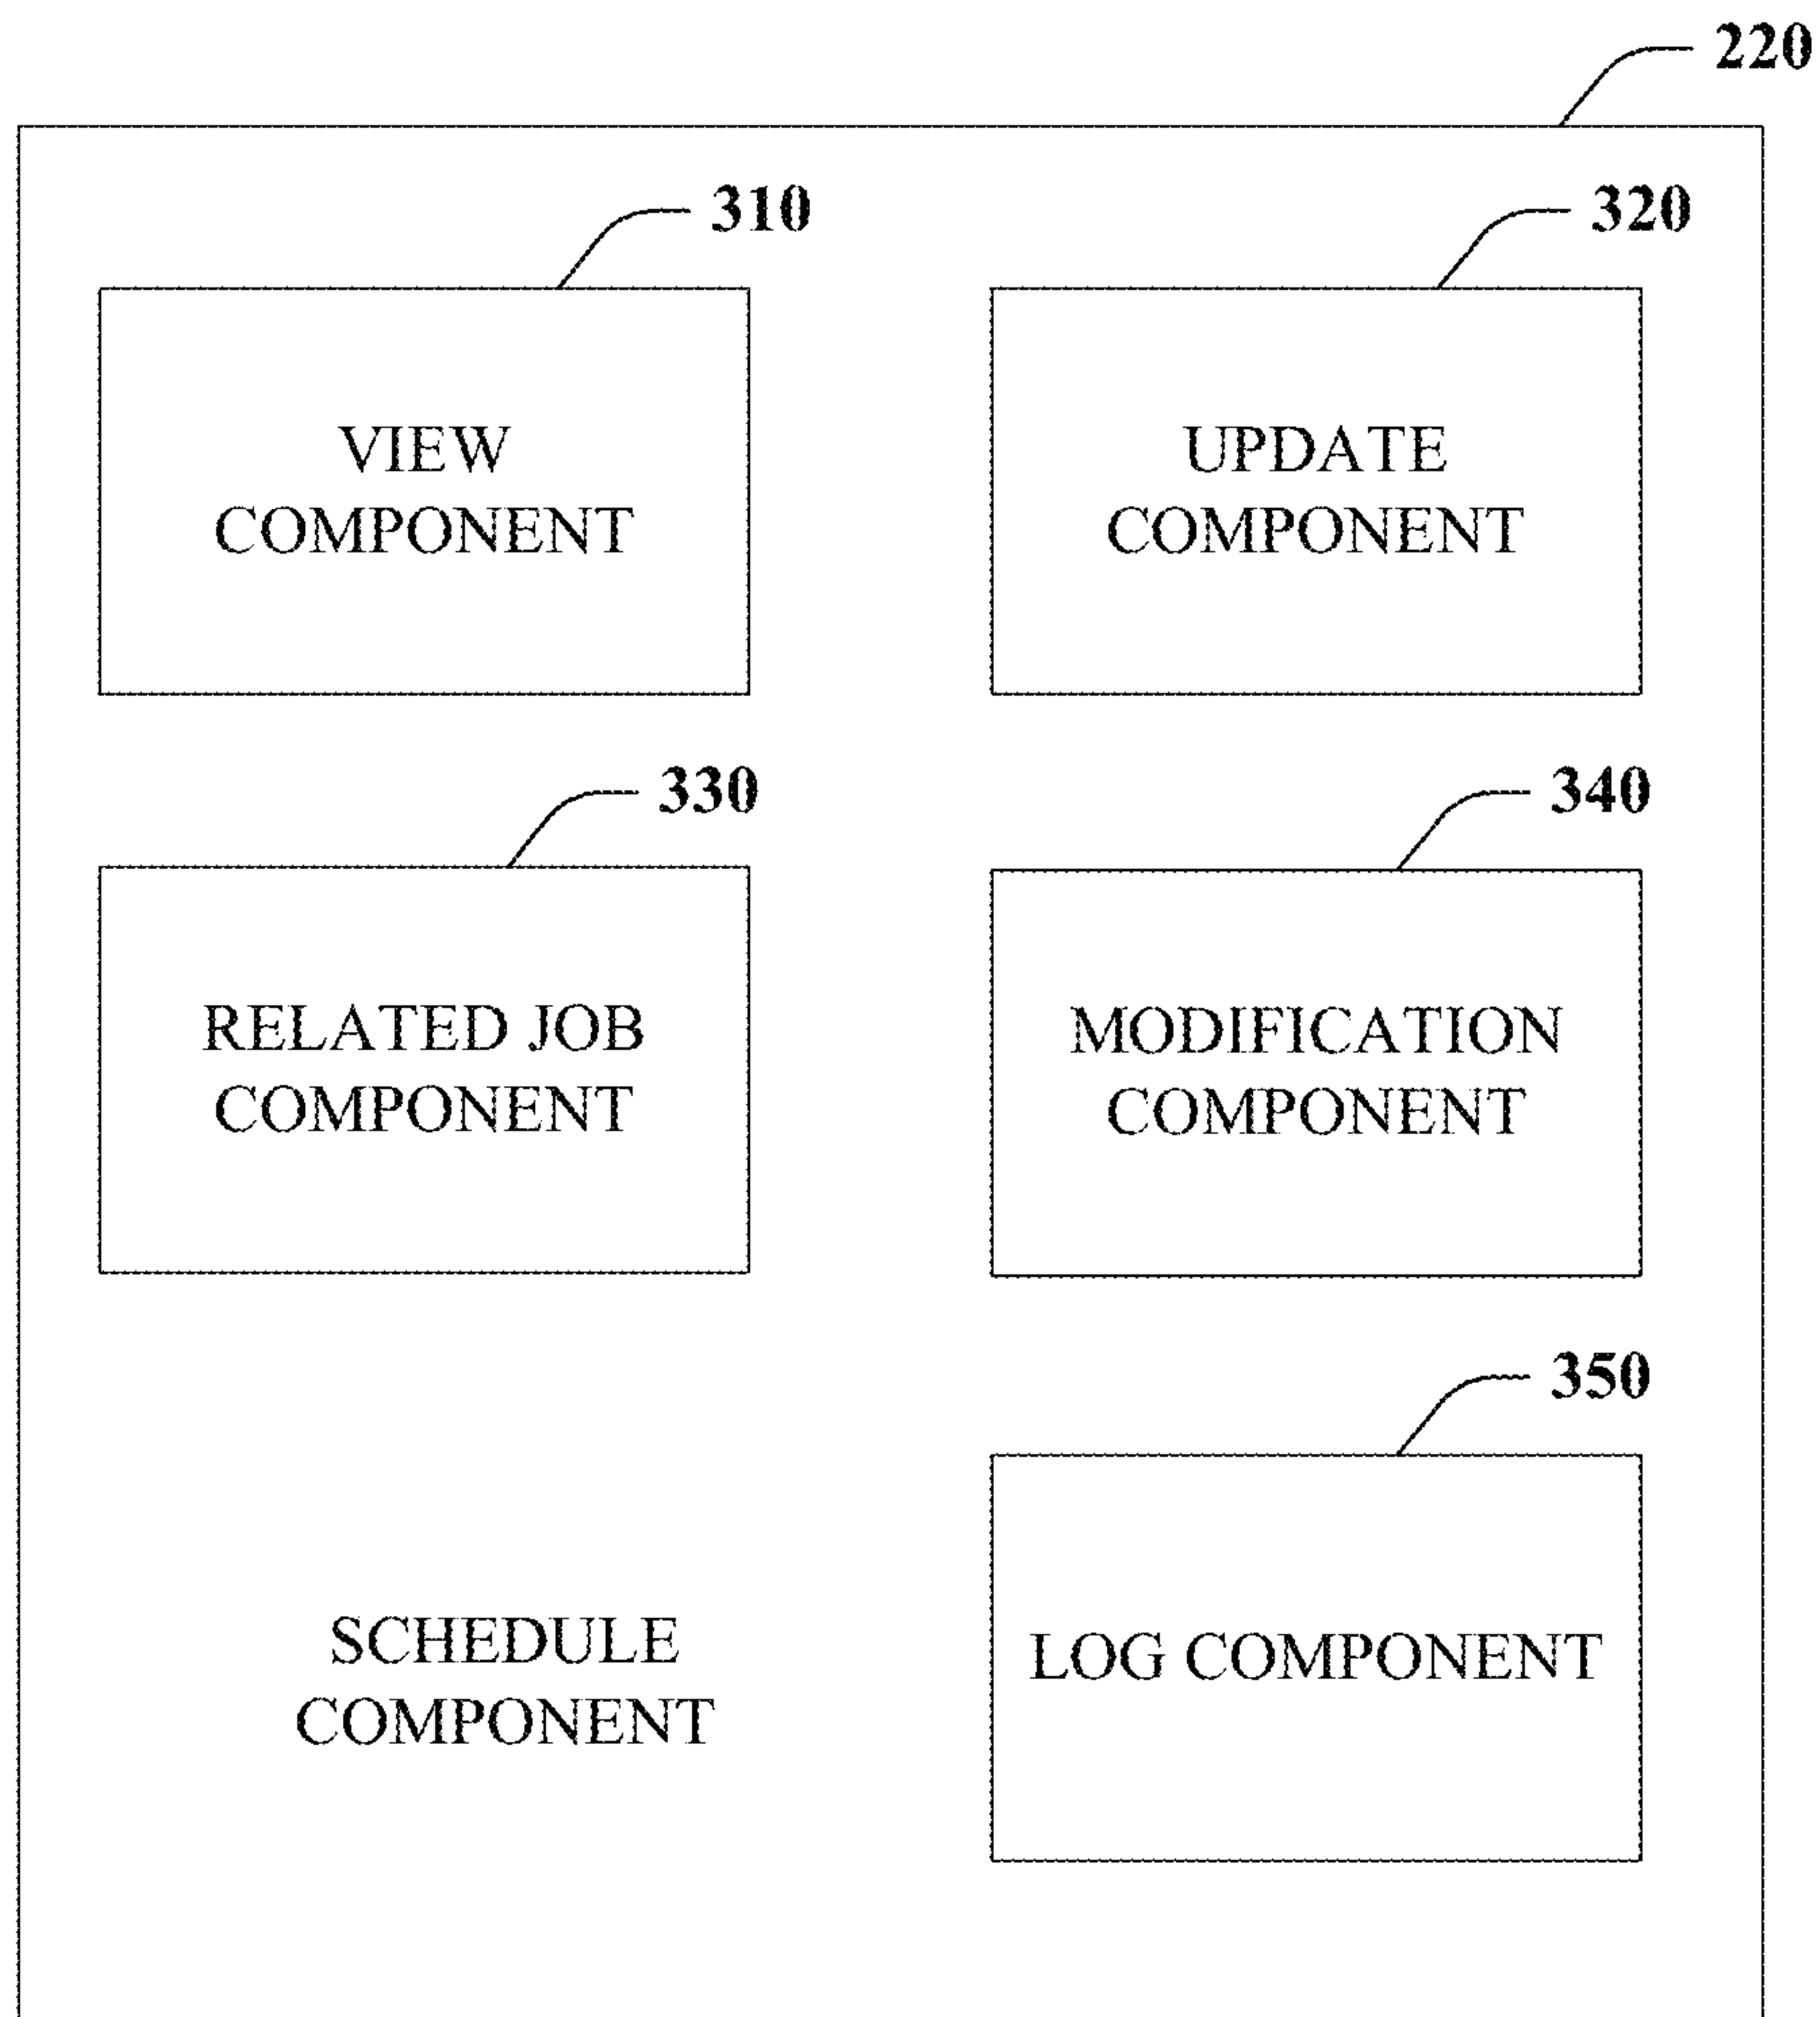 220
310
320
VIEW
COMPONENT
UPDATE
COMPONENT
330
340
RELATED JOB
COMPONENT
MODIFICATION
COMPONENT
350
SCHEDULE
COMPONENT
LOG COMPONENT